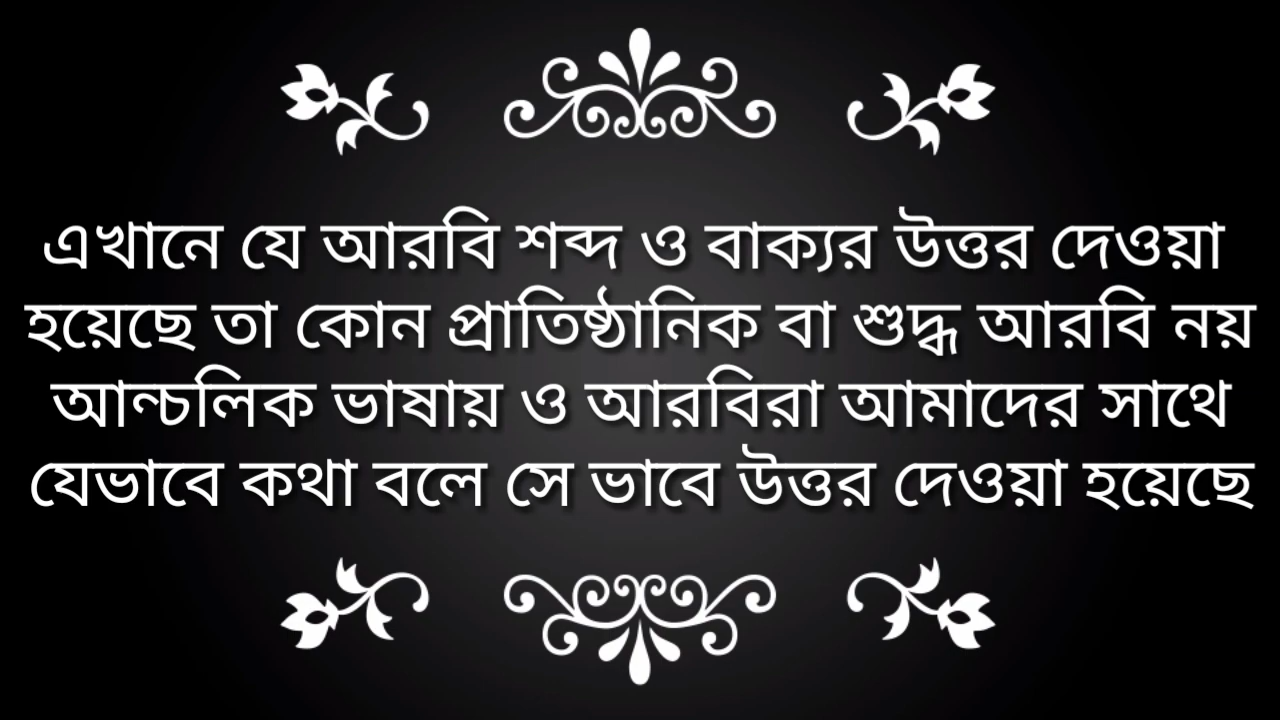 এখানে যে আরবি শব্দ ও বাক্যর উত্তর দেওয়া
হয়েছে তা কোন প্রাতিষ্ঠানিক বা শুদ্ধ আরবি নয়
আন্চলিক ভাষায় ও আরবিরা আমাদের সাথে
যেভাবে কথা বলে সে ভাবে উত্তর দেওয়া হয়েছে